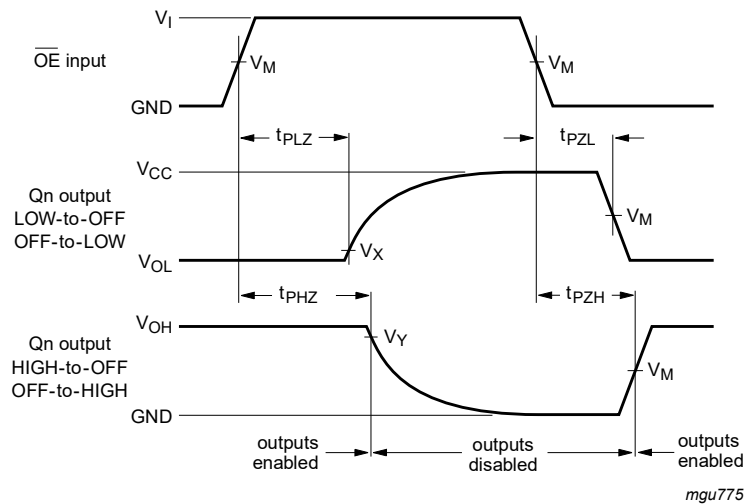 V_I
OE input
V_M
V_M
GND
t_PLZ
t_PZL
V_CC
Qn output
LOW-to-OFF
OFF-to-LOW
V_M
V_X
V_OL
t_PHZ
t_PZH
V_OH
Qn output
HIGH-to-OFF
OFF-to-HIGH
V_Y
V_M
GND
outputs
enabled
outputs
disabled
outputs
enabled
mgu775